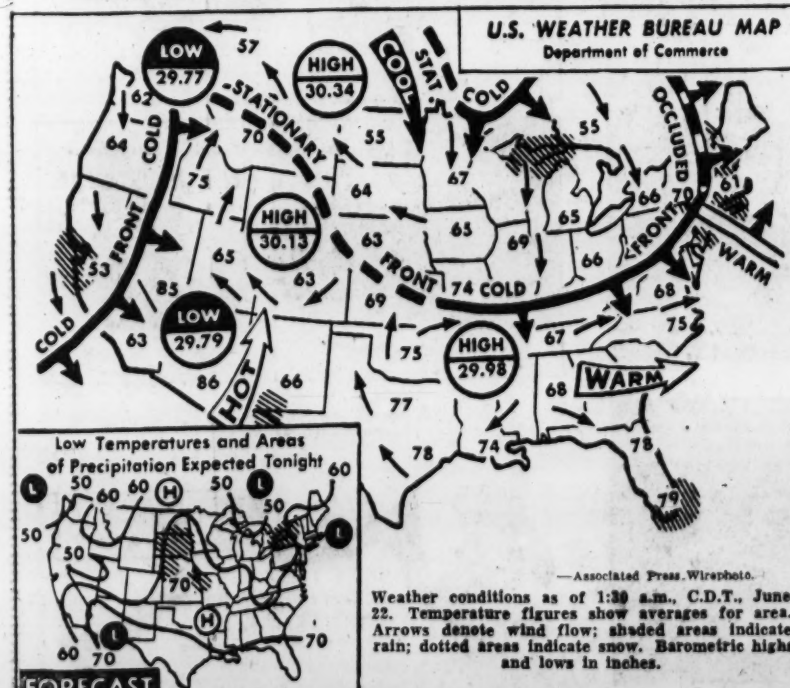 U.S. WEATHER BUREAU MAP
Department of Commerce
LOW
29.77
57
HIGH
30.34
COOL
STAT.
COLD
OCCLUDED
62
64
COLD
FRONT
COLD
STATIONARY
FRONT
70
55
55
75
64
67
66
70
61
HIGH
30.13
65
63
63
65
69
65
66
FRONT
WARM
53
85
69
74 COLD
68
LOW
29.79
63
86
HOT
66
75
HIGH
29.98
67
75
77
68
WARM
78
74
78
79
Low Temperatures and Areas
of Precipitation Expected Tonight
L
50
60
60
H
50
L
50
60
50
50
L
70
H
60
70
L
70
FORECAST
—Associated Press Wirephoto.
Weather conditions as of 1:30 a.m., C.D.T., June
22. Temperature figures show averages for area.
Arrows denote wind flow; shaded areas indicate
rain; dotted areas indicate snow. Barometric highs
and lows in inches.